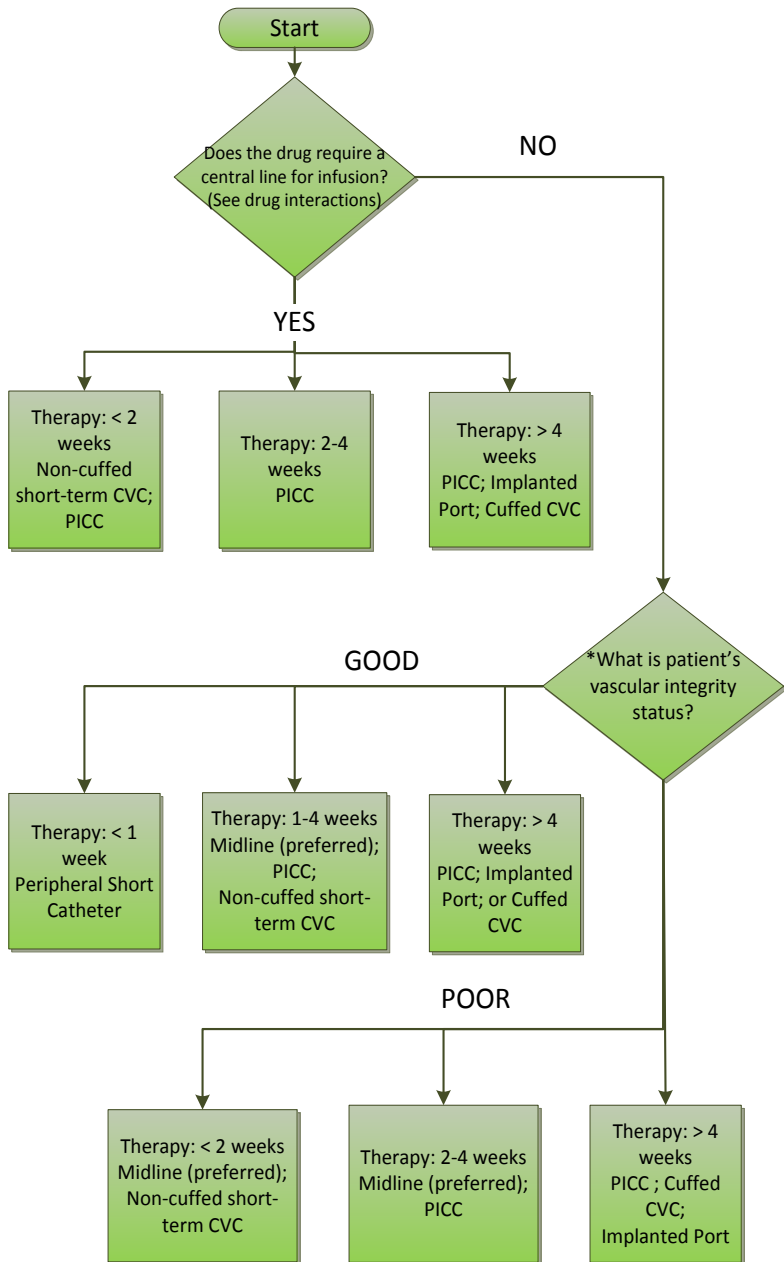 Start
Does the drug require a
central line for infusion?
(See drug interactions)
NO
YES
Therapy: < 2
weeks
Non-cuffed
short-term CVC;
PICC
Therapy: 2-4
weeks
PICC
Therapy: > 4
weeks
PICC; Implanted
Port; Cuffed CVC
*What is patient's
vascular integrity
status?
GOOD
Therapy: < 1
week
Peripheral Short
Catheter
Therapy: 1-4 weeks
Midline (preferred);
PICC;
Non-cuffed short-
term CVC
Therapy: > 4
weeks
PICC; Implanted
Port; or Cuffed
CVC
POOR
Therapy: < 2 weeks
Midline (preferred);
Non-cuffed short-
term CVC
Therapy: 2-4 weeks
Midline (preferred);
PICC
Therapy: > 4
weeks
PICC ; Cuffed
CVC;
Implanted Port